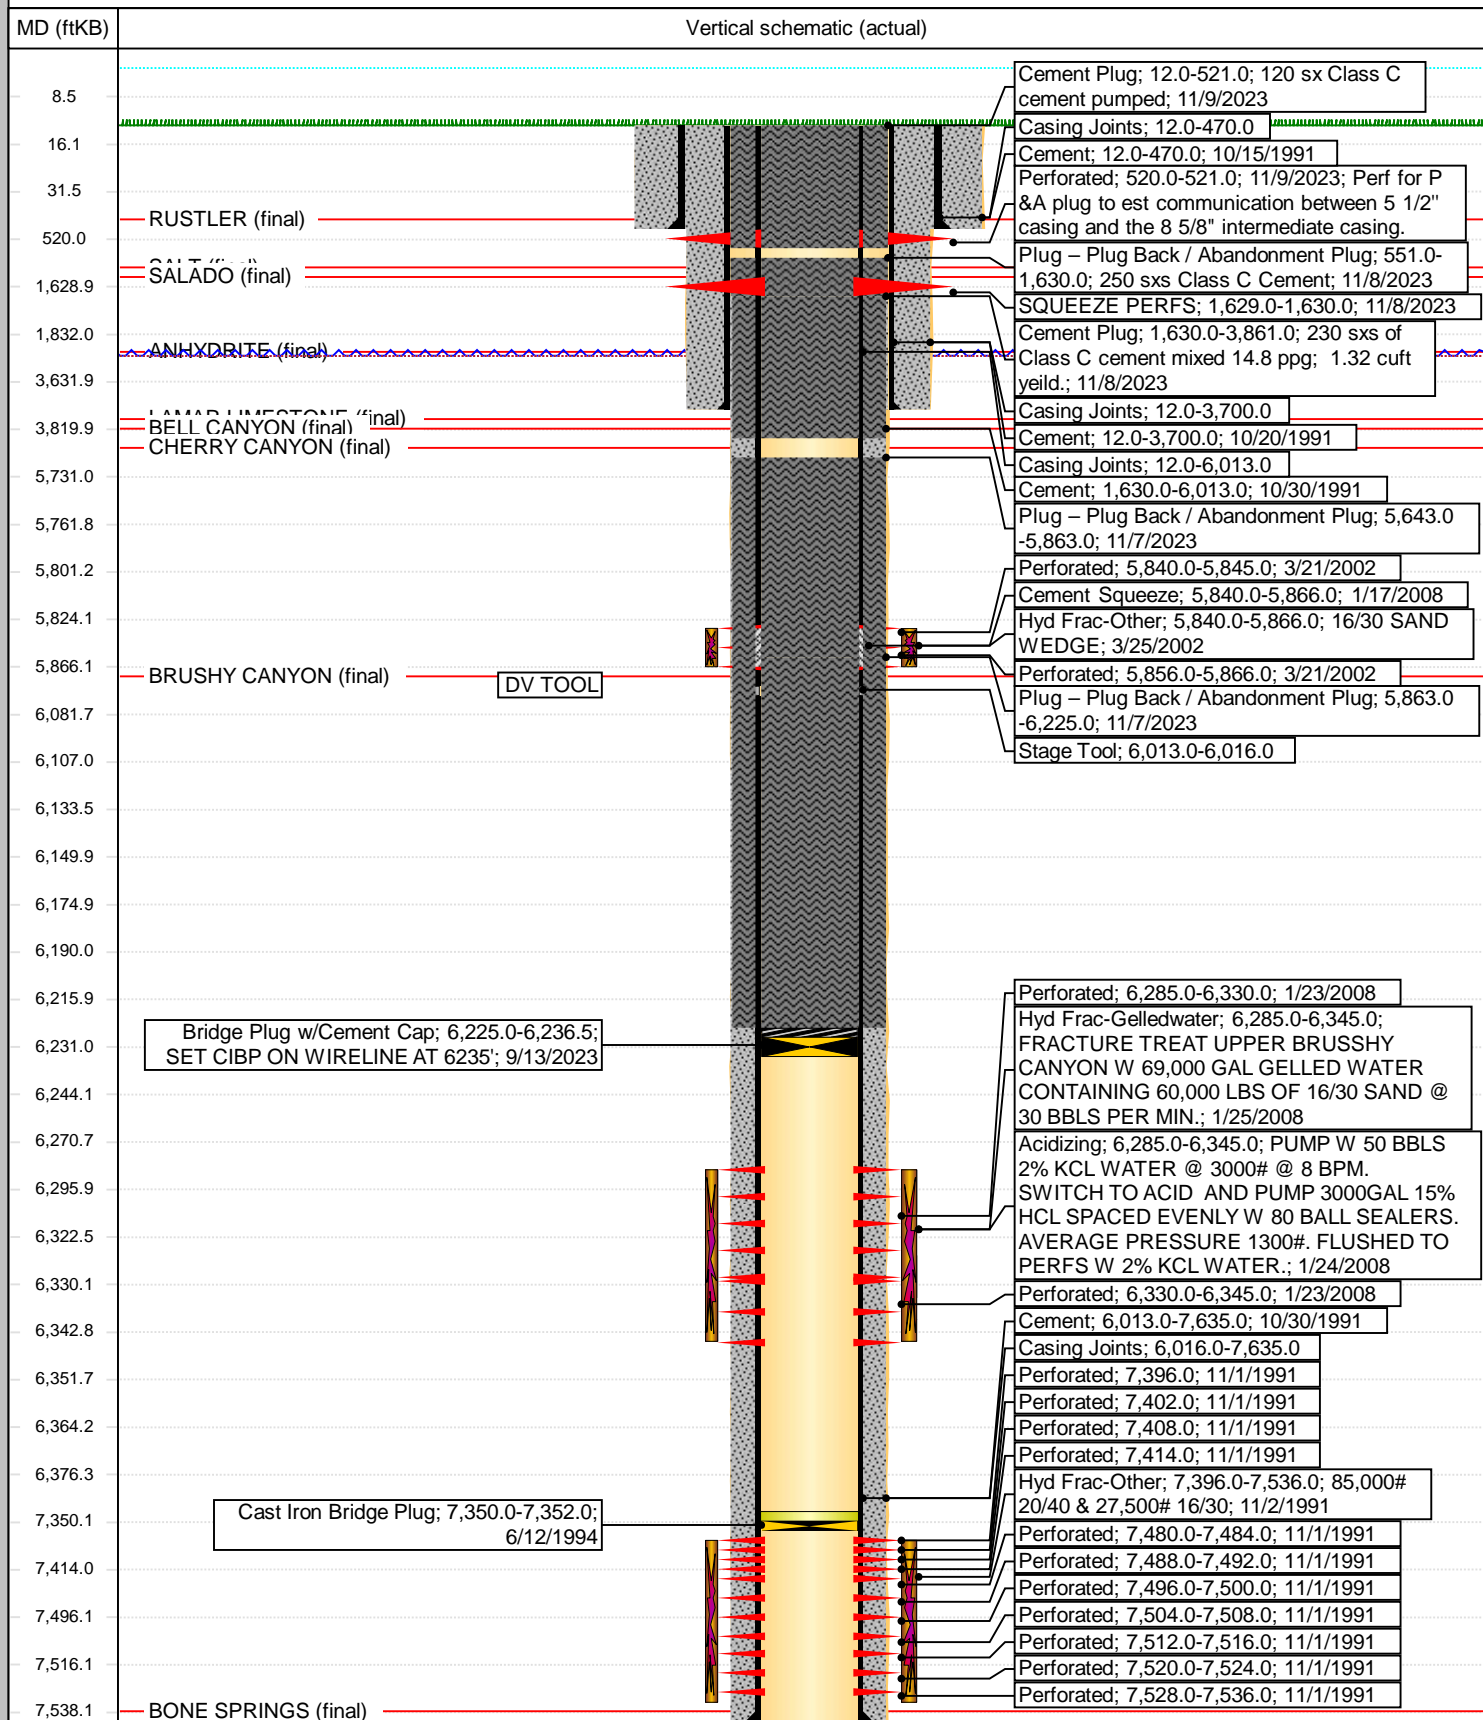 MD (ftKB)
Vertical schematic (actual)
8.5
16.1
31.5
520.0
1,628.9
1,832.0
3,631.9
3,819.9
5,731.0
5,761.8
5,801.2
5,824.1
5,866.1
6,081.7
6,107.0
6,133.5
6,149.9
6,174.9
6,190.0
6,215.9
6,231.0
6,244.1
6,270.7
6,295.9
6,322.5
6,330.1
6,342.8
6,351.7
6,364.2
6,376.3
7,350.1
7,414.0
7,496.1
7,516.1
7,538.1
RUSTLER (final)
SALADO (final)
ANHYDRITE (final)
LAMAR LIMESTONE (final)
BELL CANYON (final)
CHERRY CANYON (final)
BRUSHY CANYON (final)
BONE SPRINGS (final)
DV TOOL
Bridge Plug w/Cement Cap; 6,225.0-6,236.5;
SET CIBP ON WIRELINE AT 6235'; 9/13/2023
Cast Iron Bridge Plug; 7,350.0-7,352.0;
6/12/1994
Cement Plug; 12.0-521.0; 120 sx Class C
cement pumped; 11/9/2023
Casing Joints; 12.0-470.0
Cement; 12.0-470.0; 10/15/1991
Perforated; 520.0-521.0; 11/9/2023; Perf for P
&A plug to est communication between 5 1/2"
casing and the 8 5/8" intermediate casing.
Plug – Plug Back / Abandonment Plug; 551.0-
1,630.0; 250 sxs Class C Cement; 11/8/2023
SQUEEZE PERFS; 1,629.0-1,630.0; 11/8/2023
Cement Plug; 1,630.0-3,861.0; 230 sxs of
Class C cement mixed 14.8 ppg;  1.32 cuft
yeild.; 11/8/2023
Casing Joints; 12.0-3,700.0
Cement; 12.0-3,700.0; 10/20/1991
Casing Joints; 12.0-6,013.0
Cement; 1,630.0-6,013.0; 10/30/1991
Plug – Plug Back / Abandonment Plug; 5,643.0
-5,863.0; 11/7/2023
Perforated; 5,840.0-5,845.0; 3/21/2002
Cement Squeeze; 5,840.0-5,866.0; 1/17/2008
Hyd Frac-Other; 5,840.0-5,866.0; 16/30 SAND
WEDGE; 3/25/2002
Perforated; 5,856.0-5,866.0; 3/21/2002
Plug – Plug Back / Abandonment Plug; 5,863.0
-6,225.0; 11/7/2023
Stage Tool; 6,013.0-6,016.0
Perforated; 6,285.0-6,330.0; 1/23/2008
Hyd Frac-Gelledwater; 6,285.0-6,345.0;
FRACTURE TREAT UPPER BRUSSHY
CANYON W 69,000 GAL GELLED WATER
CONTAINING 60,000 LBS OF 16/30 SAND @
30 BBLS PER MIN.; 1/25/2008
Acidizing; 6,285.0-6,345.0; PUMP W 50 BBLS
2% KCL WATER @ 3000# @ 8 BPM.
SWITCH TO ACID  AND PUMP 3000GAL 15%
HCL SPACED EVENLY W 80 BALL SEALERS.
AVERAGE PRESSURE 1300#. FLUSHED TO
PERFS W 2% KCL WATER.; 1/24/2008
Perforated; 6,330.0-6,345.0; 1/23/2008
Cement; 6,013.0-7,635.0; 10/30/1991
Casing Joints; 6,016.0-7,635.0
Perforated; 7,396.0; 11/1/1991
Perforated; 7,402.0; 11/1/1991
Perforated; 7,408.0; 11/1/1991
Perforated; 7,414.0; 11/1/1991
Hyd Frac-Other; 7,396.0-7,536.0; 85,000#
20/40 & 27,500# 16/30; 11/2/1991
Perforated; 7,480.0-7,484.0; 11/1/1991
Perforated; 7,488.0-7,492.0; 11/1/1991
Perforated; 7,496.0-7,500.0; 11/1/1991
Perforated; 7,504.0-7,508.0; 11/1/1991
Perforated; 7,512.0-7,516.0; 11/1/1991
Perforated; 7,520.0-7,524.0; 11/1/1991
Perforated; 7,528.0-7,536.0; 11/1/1991